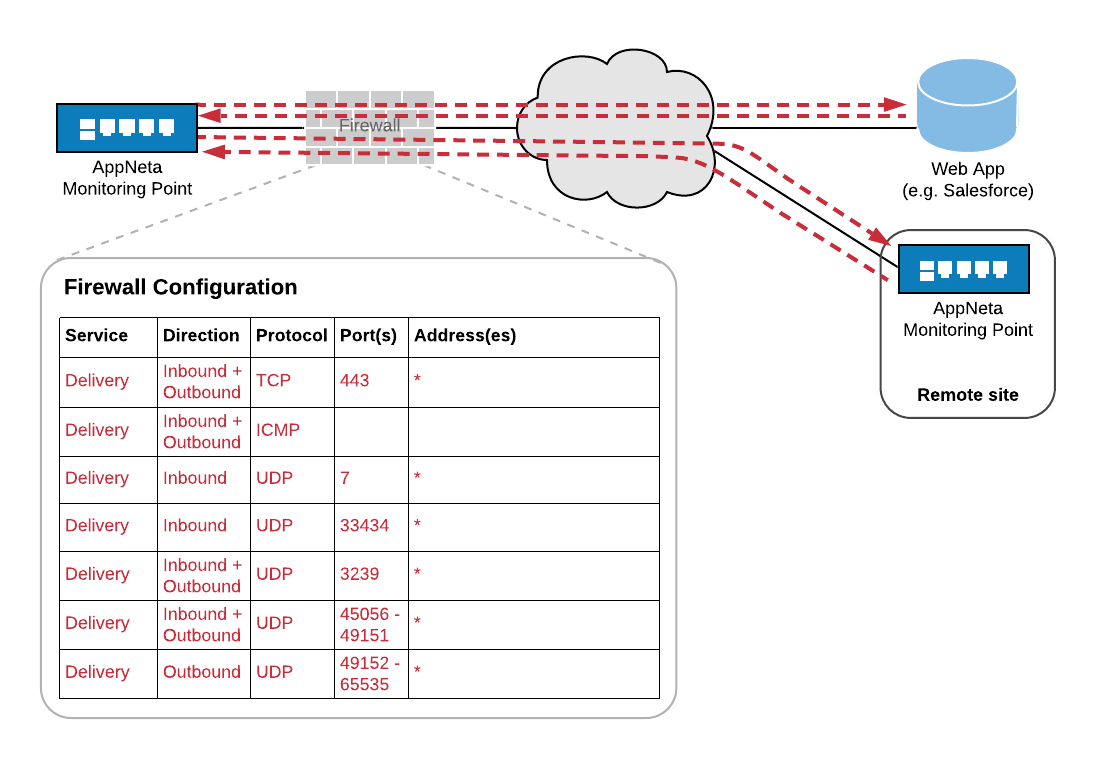 Firewall
AppNeta
Monitoring Point
Web App
(e.g. Salesforce)
AppNeta
Monitoring Point
Remote site
Firewall Configuration
Service Direction Protocol Port(s) Address(es)
Delivery Inbound + Outbound TCP 443 *
Delivery Inbound + Outbound ICMP
Delivery Inbound UDP 7 *
Delivery Inbound UDP 33434 *
Delivery Inbound + Outbound UDP 3239 *
Delivery Inbound + Outbound UDP 45056 - 49151 *
Delivery Outbound UDP 49152 - 65535 *